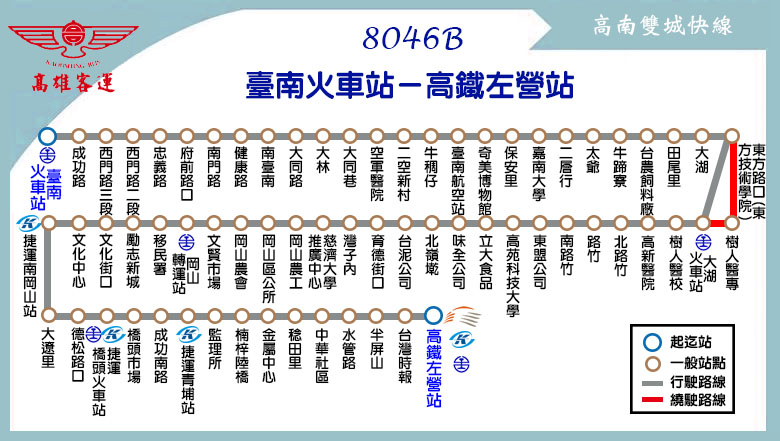 高南雙城快線
8046B
KAOHSIUNG BUS
高雄客運
臺南火車站－高鐵左營站
臺南火車站
成功路
西門路三段
西門路二段
忠義路
府前路口
南門路
健康路
南臺南
大同路
大林
大同巷
空軍醫院
二空新村
牛稠仔
臺南航空站
奇美博物館
保安里
嘉南大學
二層行
太爺
牛蹄寮
台農飼料廠
田尾里
大湖
東方路口(東方技術學院)
樹人醫專
大湖火車站
樹人醫校
高新醫院
北路竹
路竹
南路竹
東盟公司
高苑科技大學
立大食品
味全公司
北嶺墘
台泥公司
育德街口
灣子內
慈濟大學推廣中心
岡山農工
岡山區公所
岡山農會
文賢市場
岡山轉運站
移民署
勵志新城
文化街口
文化中心
捷運南岡山站
大遼里
德松路口
捷運橋頭火車站
橋頭市場
成功南路
捷運青埔站
監理所
楠梓陸橋
金屬中心
稔田里
中華社區
水管路
半屏山
台灣時報
高鐵左營站
起迄站
一般站點
行駛路線
繞駛路線